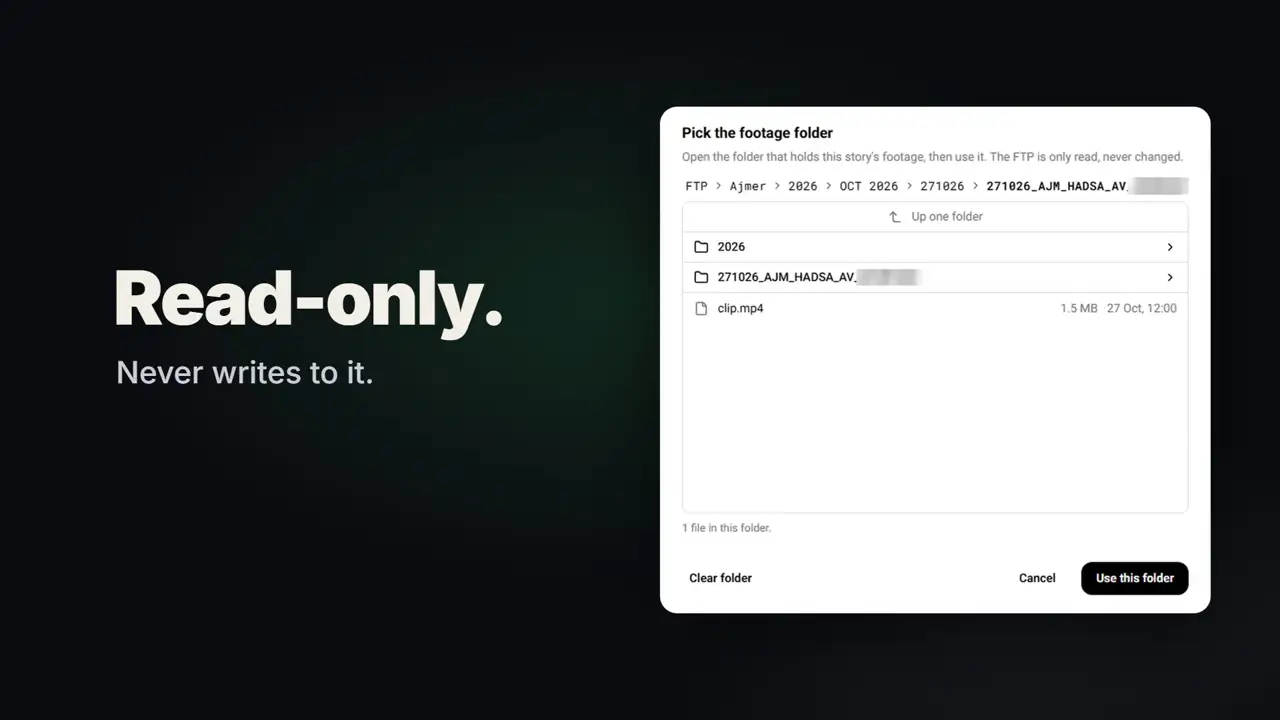 Read-only.
Never writes to it.
Pick the footage folder
Open the folder that holds this story's footage, then use it. The FTP is only read, never changed.
FTP > Ajmer > 2026 > OCT 2026 > 271026 > 271026_AJM_HADSA_AV_
Up one folder
2026
271026_AJM_HADSA_AV_
clip.mp4 1.5 MB 27 Oct, 12:00
1 file in this folder.
Clear folder Cancel Use this folder